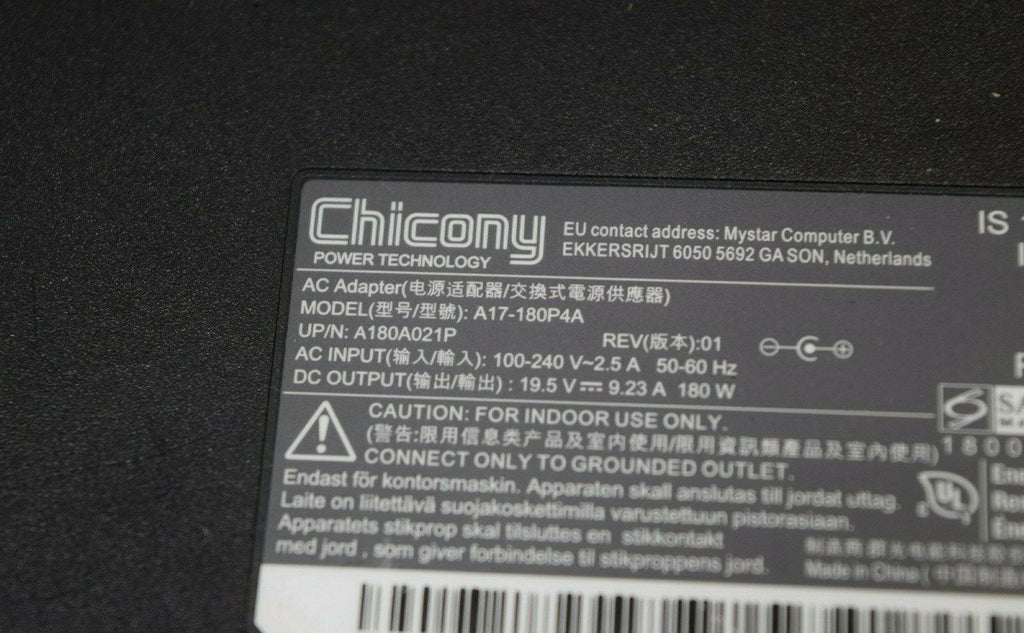 Chicony
POWER TECHNOLOGY
EU contact address: Mystar Computer B.V.
EKKERSRIJT 6050 5692 GA SON, Netherlands
IS
AC Adapter(电源适配器/交換式電源供應器)
MODEL(型号/型號): A17-180P4A
UP/N: A180A021P
REV(版本):01
AC INPUT(输入/輸入): 100-240 V~2.5 A 50-60 Hz
DC OUTPUT(输出/輸出) : 19.5 V⎓ 9.23 A 180 W
CAUTION: FOR INDOOR USE ONLY.
(警告:限用信息类产品及室内使用/限用資訊類產品及室內使用)
CONNECT ONLY TO GROUNDED OUTLET.
1800
UL
Endast för kontorsmaskin. Apparaten skall anslutas till jordat uttag.
Laite on liitettävä suojakoskettimilla varustettuun pistorasiaan.
Apparatets stikprop skal tilsluttes en stikkontakt
med jord , som giver forbindelse til stikproppens jord.
Made in China (